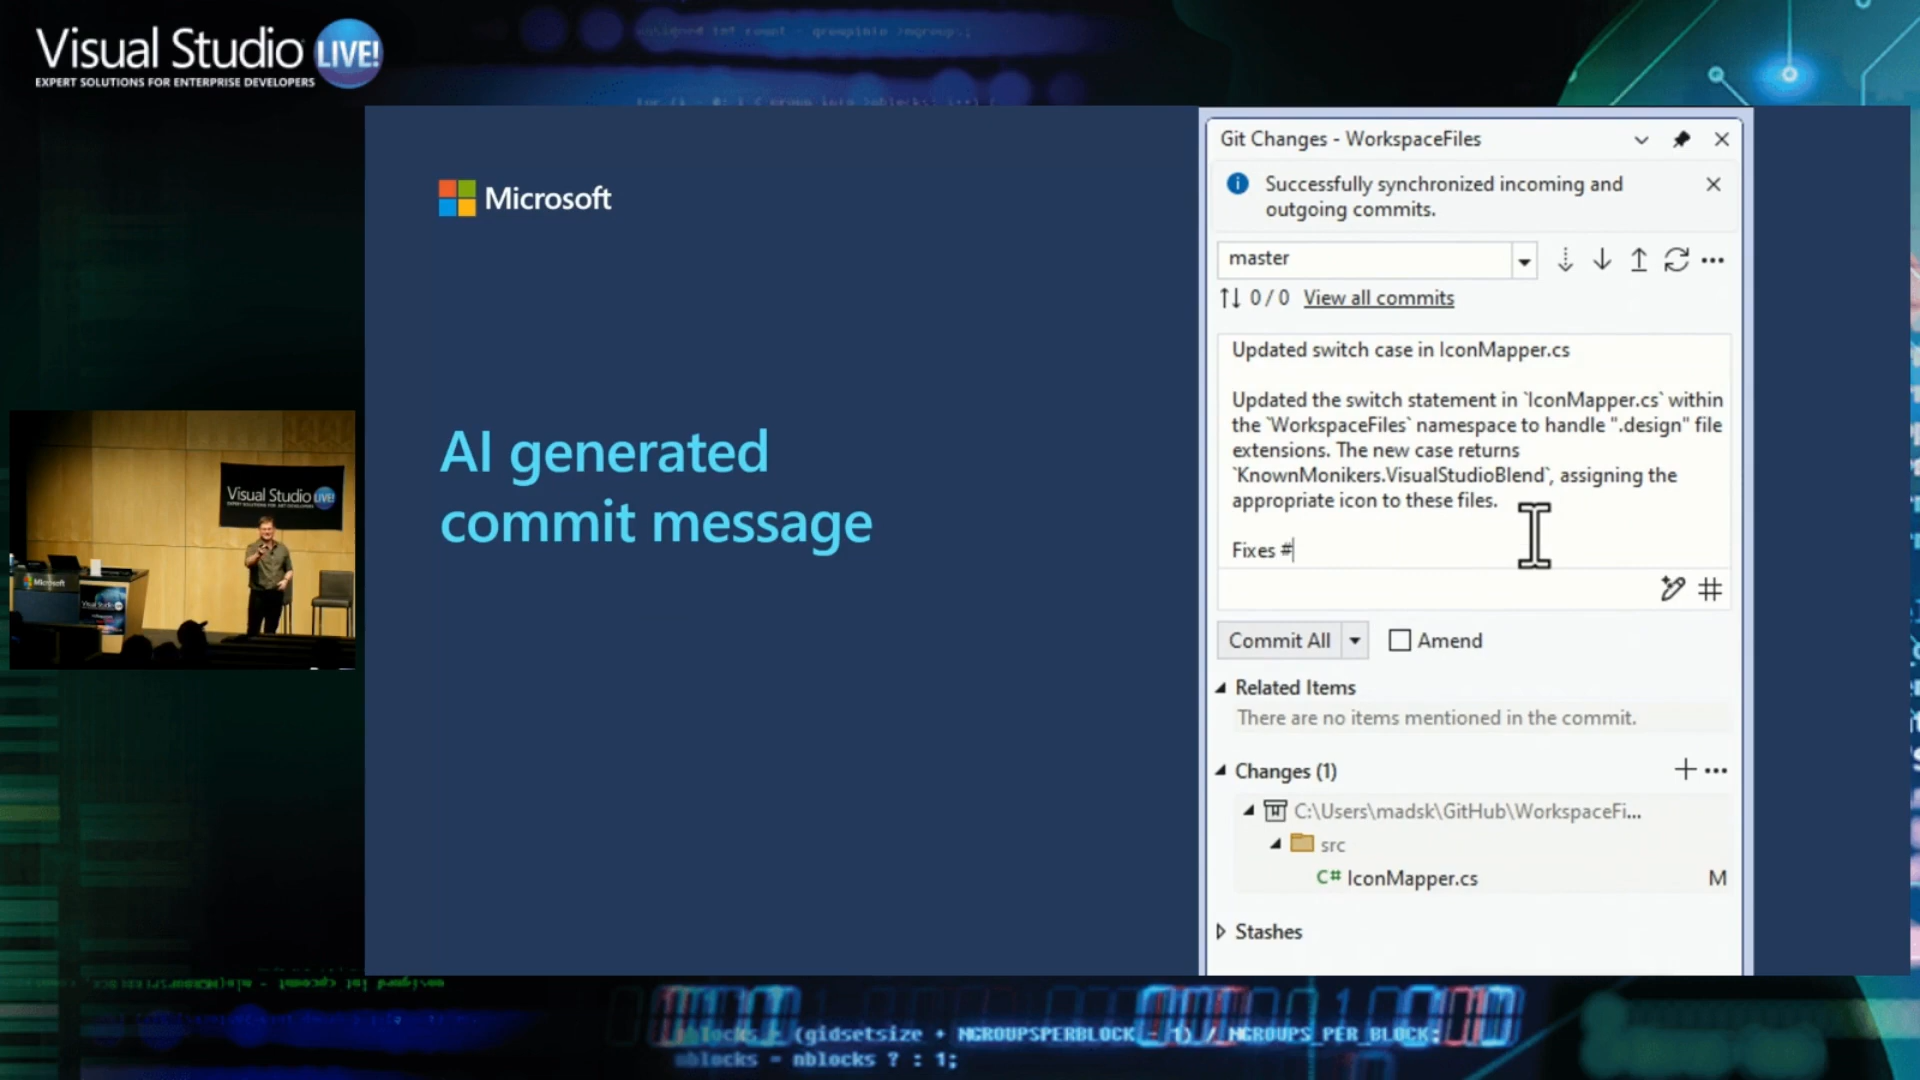 Visual Studio LIVE!
EXPERT SOLUTIONS FOR ENTERPRISE DEVELOPERS
Microsoft
AI generated
commit message
Git Changes - WorkspaceFiles
Successfully synchronized incoming and
outgoing commits.
master
0 / 0 View all commits
Updated switch case in IconMapper.cs
Updated the switch statement in `IconMapper.cs` within
the `WorkspaceFiles` namespace to handle ".design" file
extensions. The new case returns
`KnownMonikers.VisualStudioBlend`, assigning the
appropriate icon to these files.
Fixes #
Commit All Amend
Related Items
There are no items mentioned in the commit.
Changes (1)
C:\Users\madsk\GitHub\WorkspaceFi...
src
C# IconMapper.cs M
Stashes
Visual Studio LIVE!
Microsoft
Visual Studio
nblocks = (gidsetsize + NGROUPSPERBLOCK - 1) / NGROUPS_PER_BLOCK;
nblocks = nblocks ? : 1;